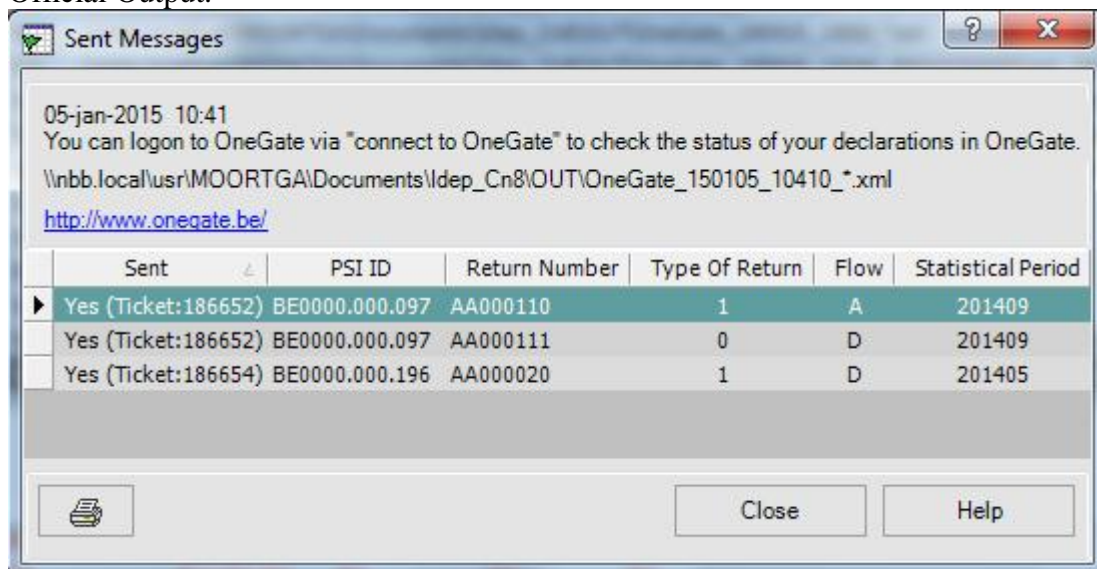 Official Output.
Sent Messages
05-jan-2015 10:41
You can logon to OneGate via "connect to OneGate" to check the status of your declarations in OneGate.
\\nbb.local\usr\MOORTGA\Documents\Idep_Cn8\OUT\OneGate_150105_10410_*.xml
http://www.onegate.be/
Sent PSI ID Return Number Type Of Return Flow Statistical Period
Yes (Ticket:186652) BE0000.000.097 AA000110 1 A 201409
Yes (Ticket:186652) BE0000.000.097 AA000111 0 D 201409
Yes (Ticket:186654) BE0000.000.196 AA000020 1 D 201405
Close Help